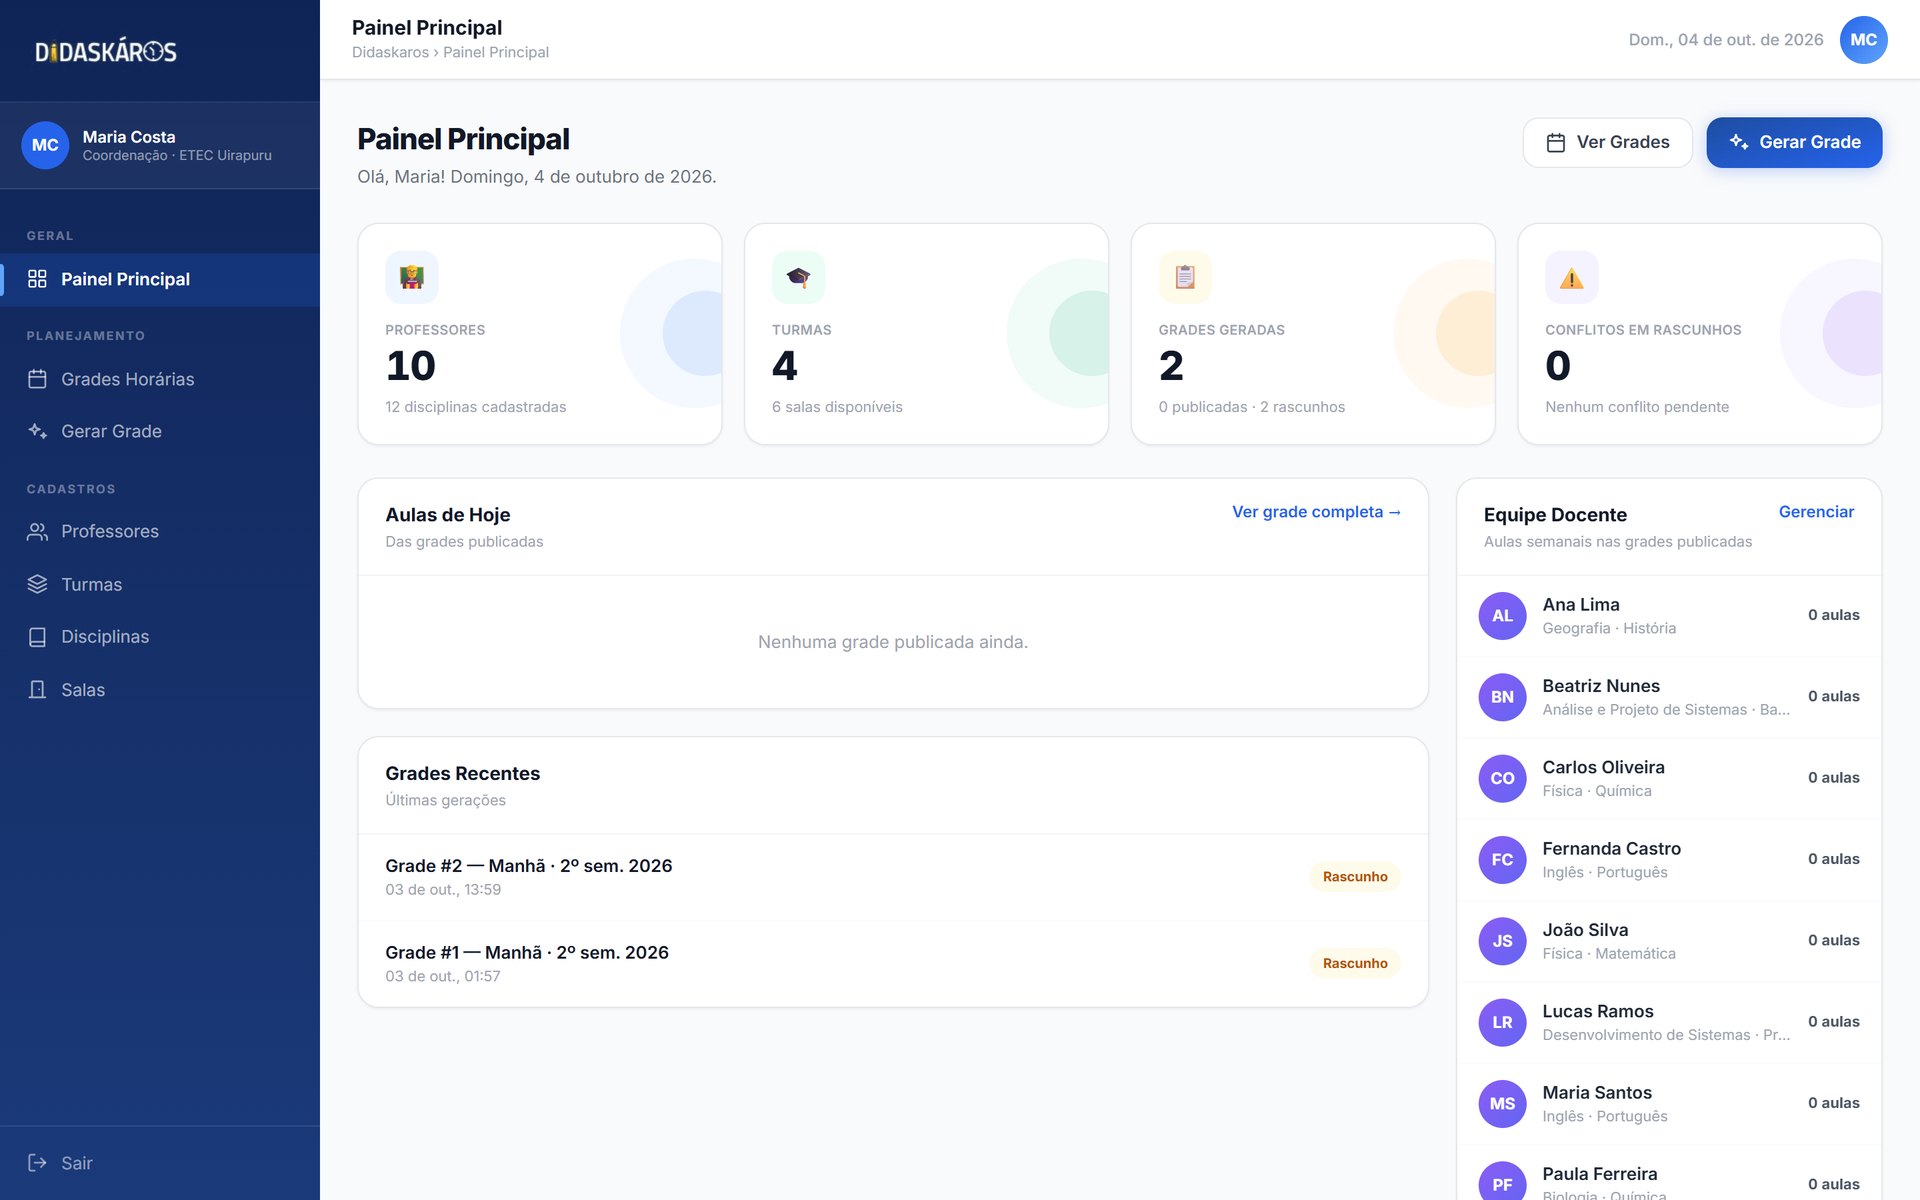 DiDASKÁROS
Maria Costa
Coordenação · ETEC Uirapuru
MC
GERAL
Painel Principal
PLANEJAMENTO
Grades Horárias
Gerar Grade
CADASTROS
Professores
Turmas
Disciplinas
Salas
Sair
Painel Principal
Didaskaros › Painel Principal
Dom., 04 de out. de 2026
MC
Painel Principal
Olá, Maria! Domingo, 4 de outubro de 2026.
Ver Grades
Gerar Grade
PROFESSORES
10
12 disciplinas cadastradas
TURMAS
4
6 salas disponíveis
GRADES GERADAS
2
0 publicadas · 2 rascunhos
CONFLITOS EM RASCUNHOS
0
Nenhum conflito pendente
Aulas de Hoje
Das grades publicadas
Ver grade completa →
Nenhuma grade publicada ainda.
Grades Recentes
Últimas gerações
Grade #2 — Manhã · 2º sem. 2026
03 de out., 13:59
Rascunho
Grade #1 — Manhã · 2º sem. 2026
03 de out., 01:57
Rascunho
Equipe Docente
Aulas semanais nas grades publicadas
Gerenciar
AL
Ana Lima
Geografia · História
0 aulas
BN
Beatriz Nunes
Análise e Projeto de Sistemas · Ba...
0 aulas
CO
Carlos Oliveira
Física · Química
0 aulas
FC
Fernanda Castro
Inglês · Português
0 aulas
JS
João Silva
Física · Matemática
0 aulas
LR
Lucas Ramos
Desenvolvimento de Sistemas · Pr...
0 aulas
MS
Maria Santos
Inglês · Português
0 aulas
PF
Paula Ferreira
Biologia · Química
0 aulas